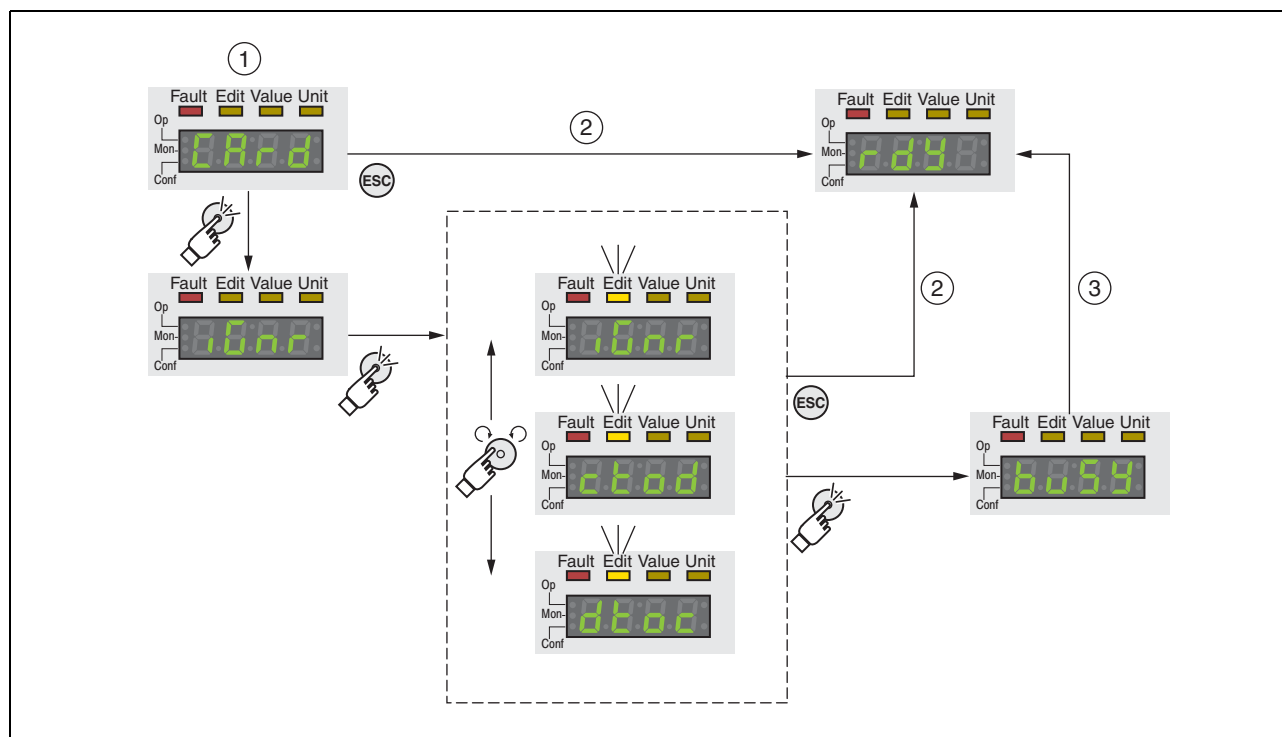 1
Fault Edit Value Unit
Op
Mon
Conf
CArd
ESC
2
Fault Edit Value Unit
Op
Mon
Conf
rdy
Fault Edit Value Unit
Op
Mon
Conf
iGnr
Fault Edit Value Unit
Op
Mon
Conf
iGnr
Fault Edit Value Unit
Op
Mon
Conf
ctod
Fault Edit Value Unit
Op
Mon
Conf
dtoc
ESC
2
3
Fault Edit Value Unit
Op
Mon
Conf
buSy